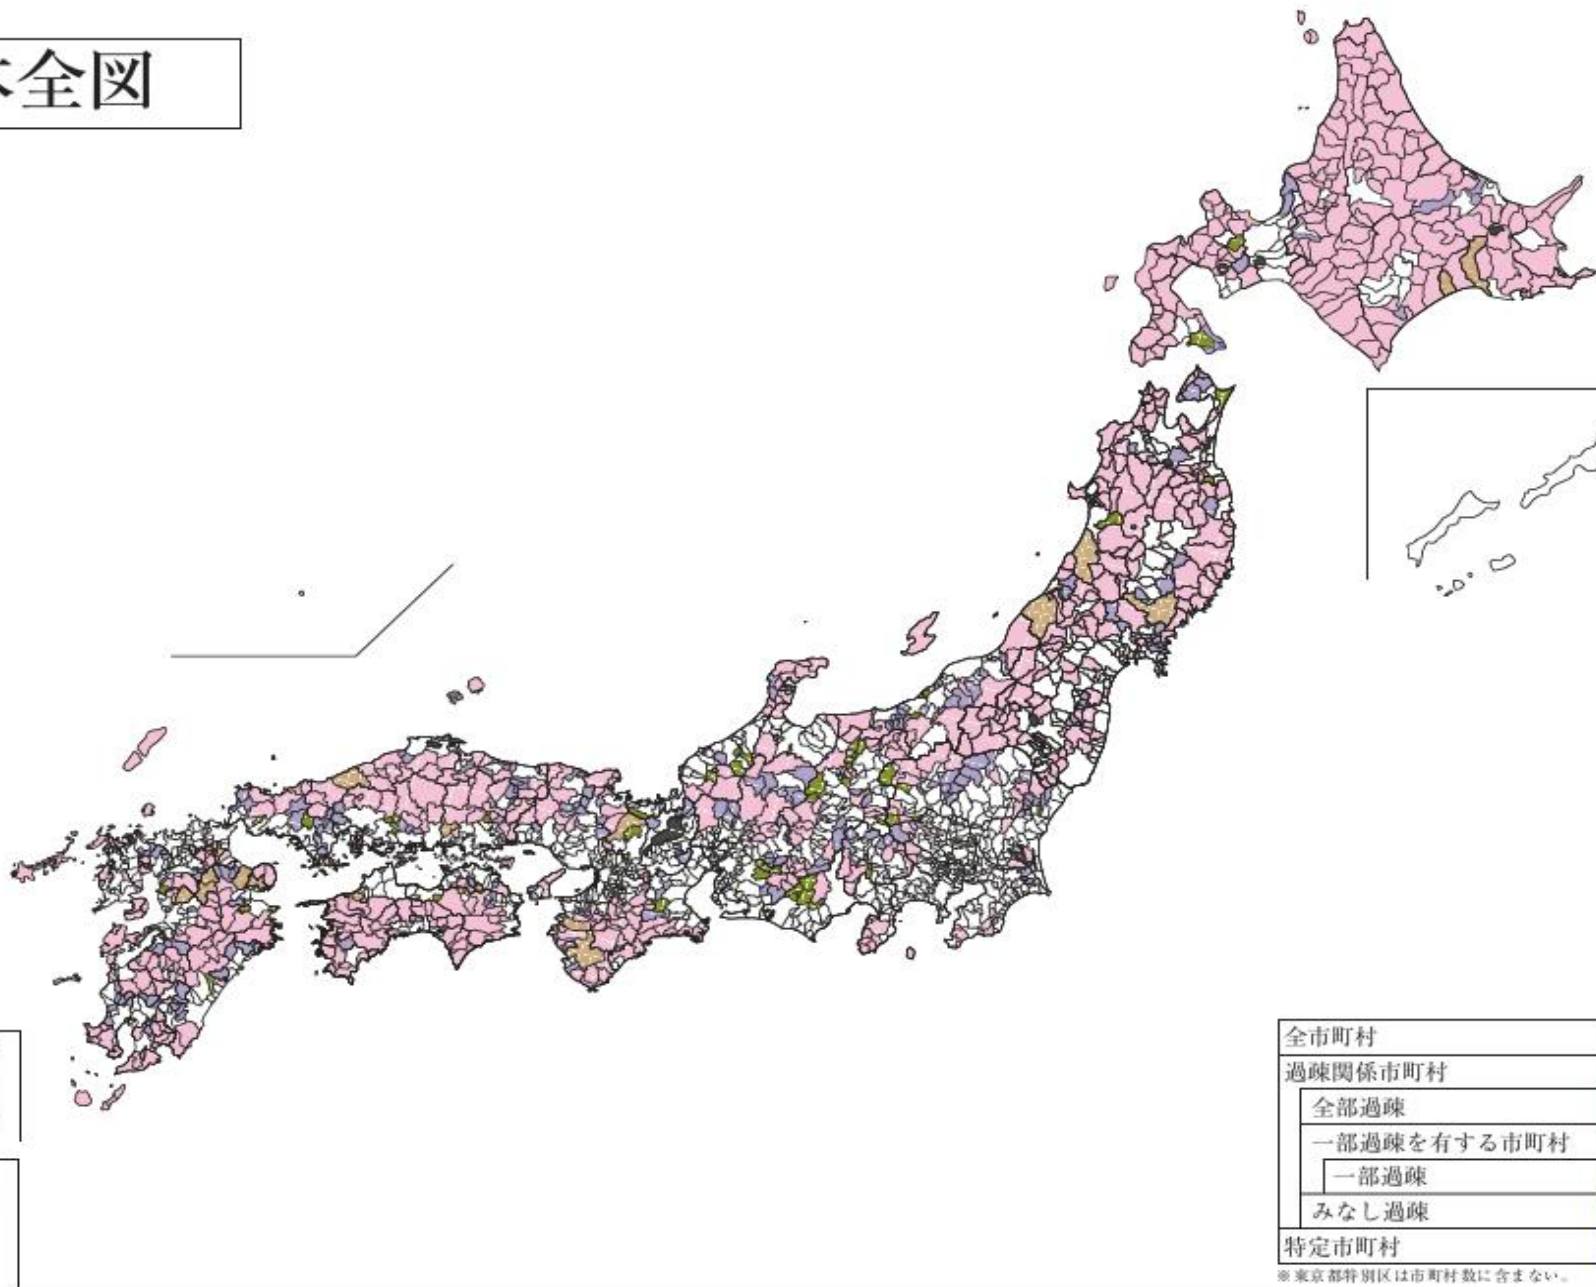 全図
全市町村
過疎関係市町村
全部過疎
一部過疎を有する市町村
一部過疎
みなし過疎
特定市町村
※東京都特別区は市町村数に含まない。